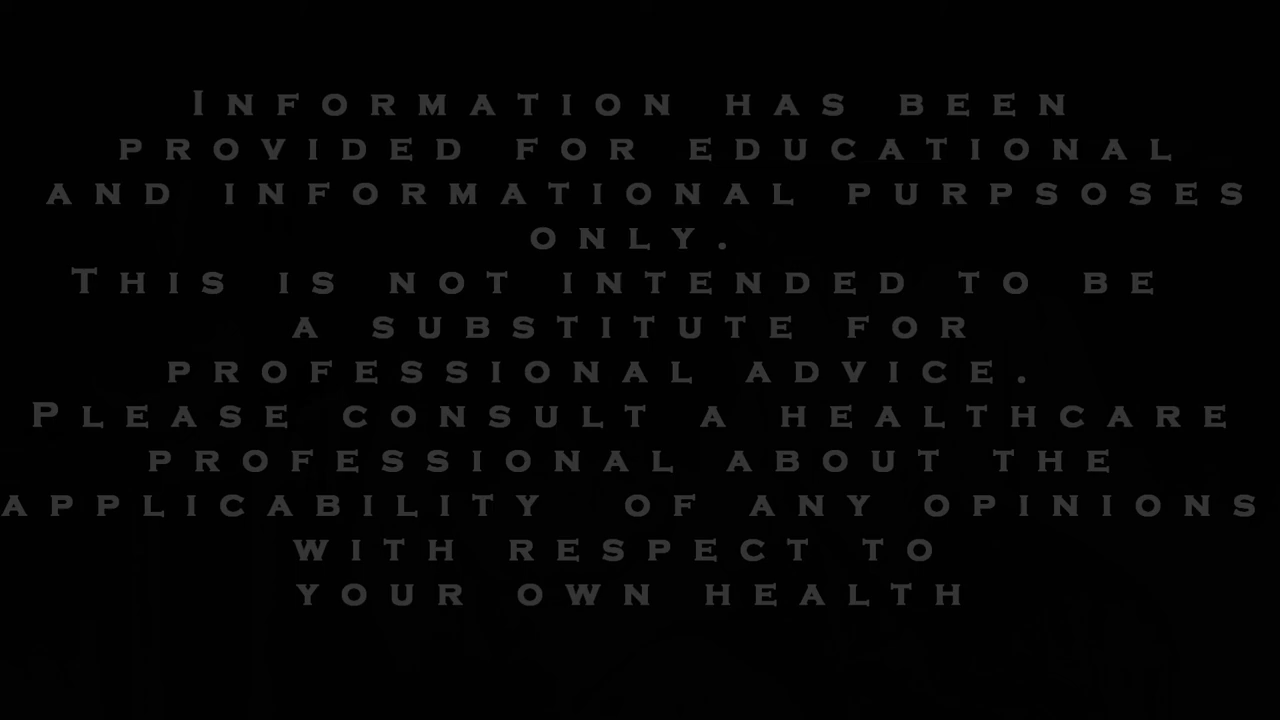 Information has been
provided for educational
and informational purpsoses
only.
This is not intended to be
a substitute for
professional advice.
Please consult a healthcare
professional about the
applicability of any opinions
with respect to
your own health